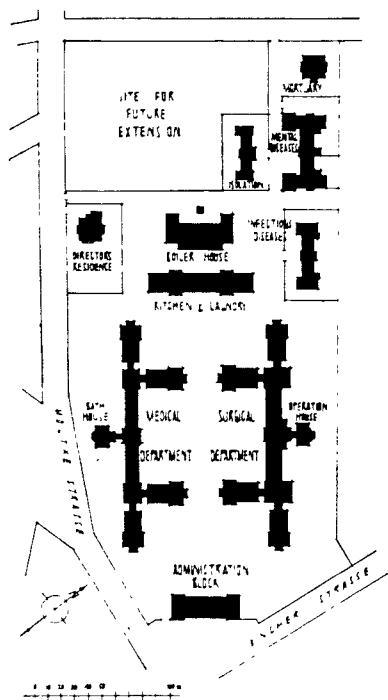 SITE FOR
FUTURE
EXTENSION
MORTUARY
MENTAL
DISEASES
ISOLATION
DIRECTORS
RESIDENCE
BOILER HOUSE
INFECTIOUS
DISEASES
KITCHEN & LAUNDRY
BATH
HOUSE
MEDICAL
DEPARTMENT
SURGICAL
DEPARTMENT
OPERATION
HOUSE
STRASSE
ADMINISTRATION
BLOCK
STRASSE